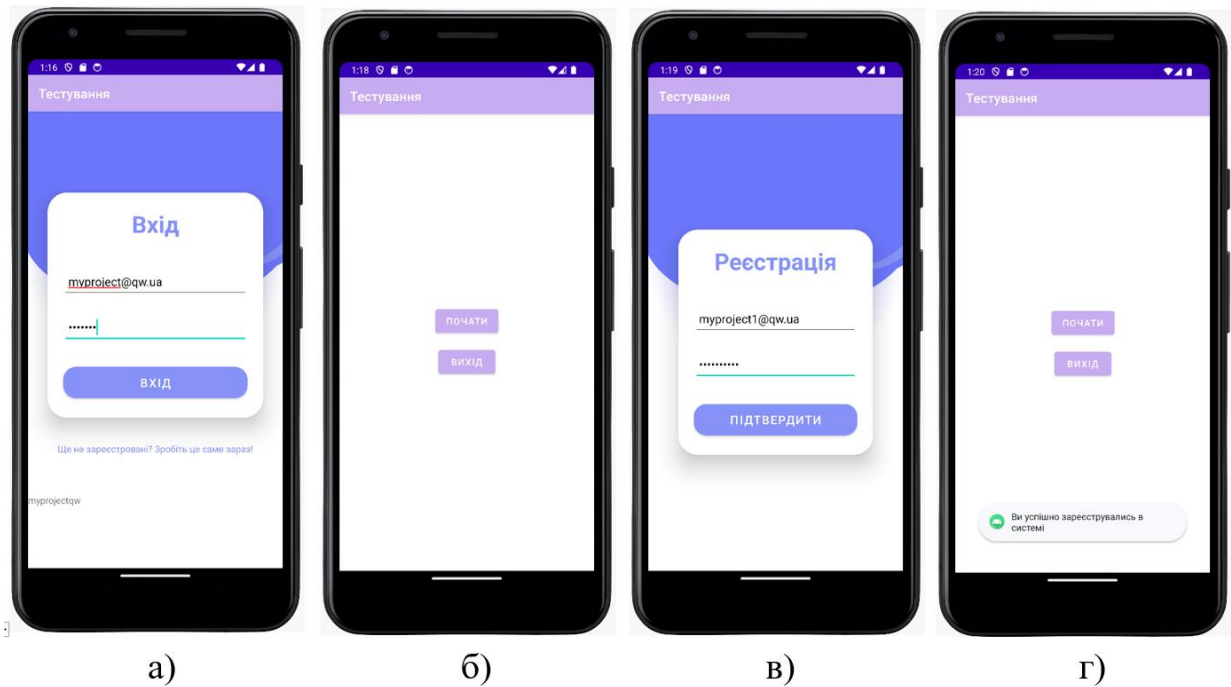 1:16
Тестування
Вхід
myproject@qw.ua
•••••••
ВХІД
Ще не зареєстровані? Зробіть це саме зараз!
myprojectqw
а)
1:18
Тестування
ПОЧАТИ
ВИХІД
б)
1:19
Тестування
Реєстрація
myproject1@qw.ua
••••••••••
ПІДТВЕРДИТИ
в)
1:20
Тестування
ПОЧАТИ
ВИХІД
Ви успішно зареєструвались в
системі
г)